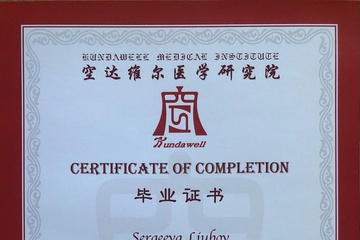 KUNDAWELL MEDICAL INSTITUTE
空达维尔医学研究院
Kundawell
CERTIFICATE OF COMPLETION
毕业证书
Sergeeva Liubov